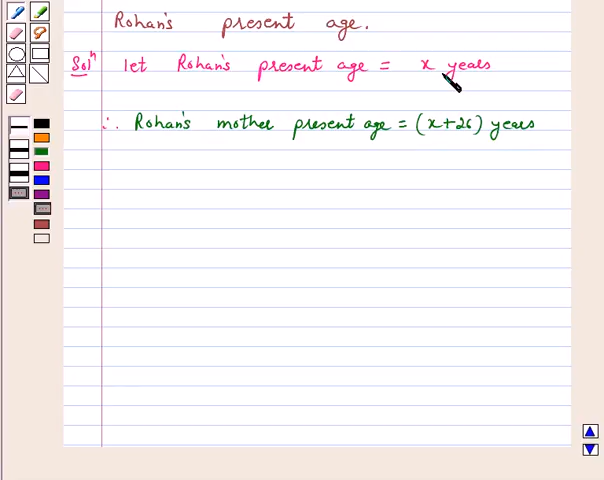 Rohan's present age.
Solⁿ let Rohan's present age = x years
∴ Rohan's mother present age = (x+26) years